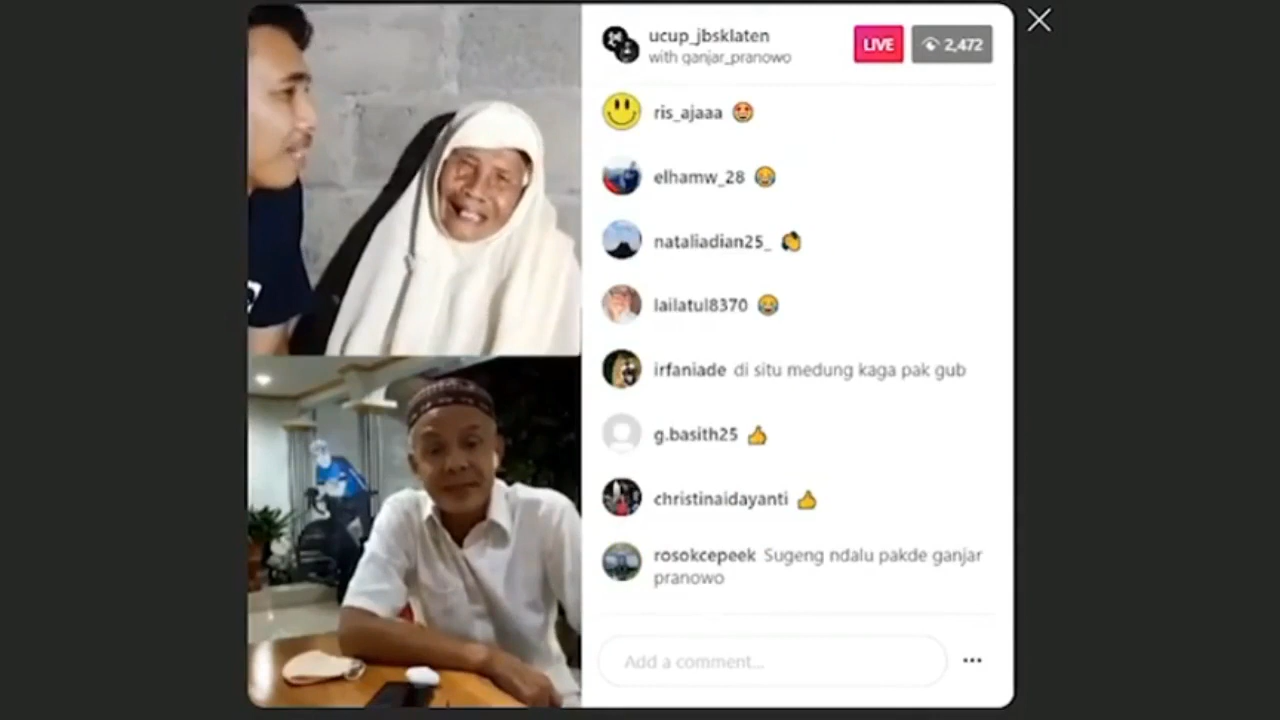 ucup_jbsklaten
with ganjar_pranowo
LIVE 2,472
ris_ajaaa 🤩
elhamw_28 😂
nataliadian25_ 👏
lailatul8370 😂
irfaniade di situ medung kaga pak gub
g.basith25 👍
christinaidayanti 👍
rosokcepeek Sugeng ndalu pakde ganjar
pranowo
Add a comment...